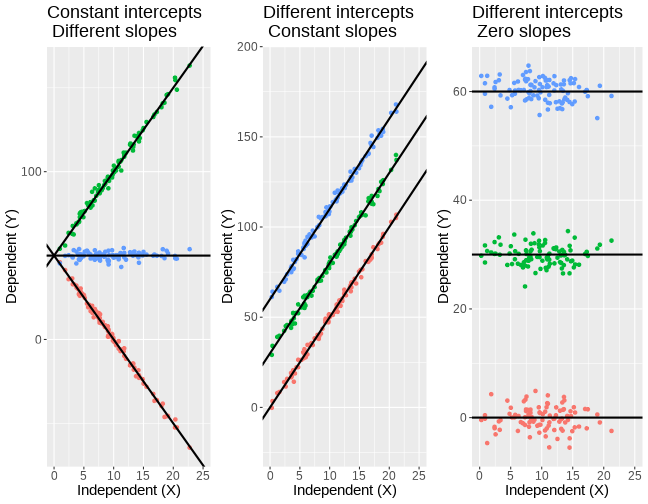 Constant intercepts
Different slopes
Dependent (Y)
100
0
0 5 10 15 20 25
Independent (X)
Different intercepts
Constant slopes
Dependent (Y)
200
150
100
50
0
0 5 10 15 20 25
Independent (X)
Different intercepts
Zero slopes
Dependent (Y)
60
40
20
0
0 5 10 15 20 25
Independent (X)